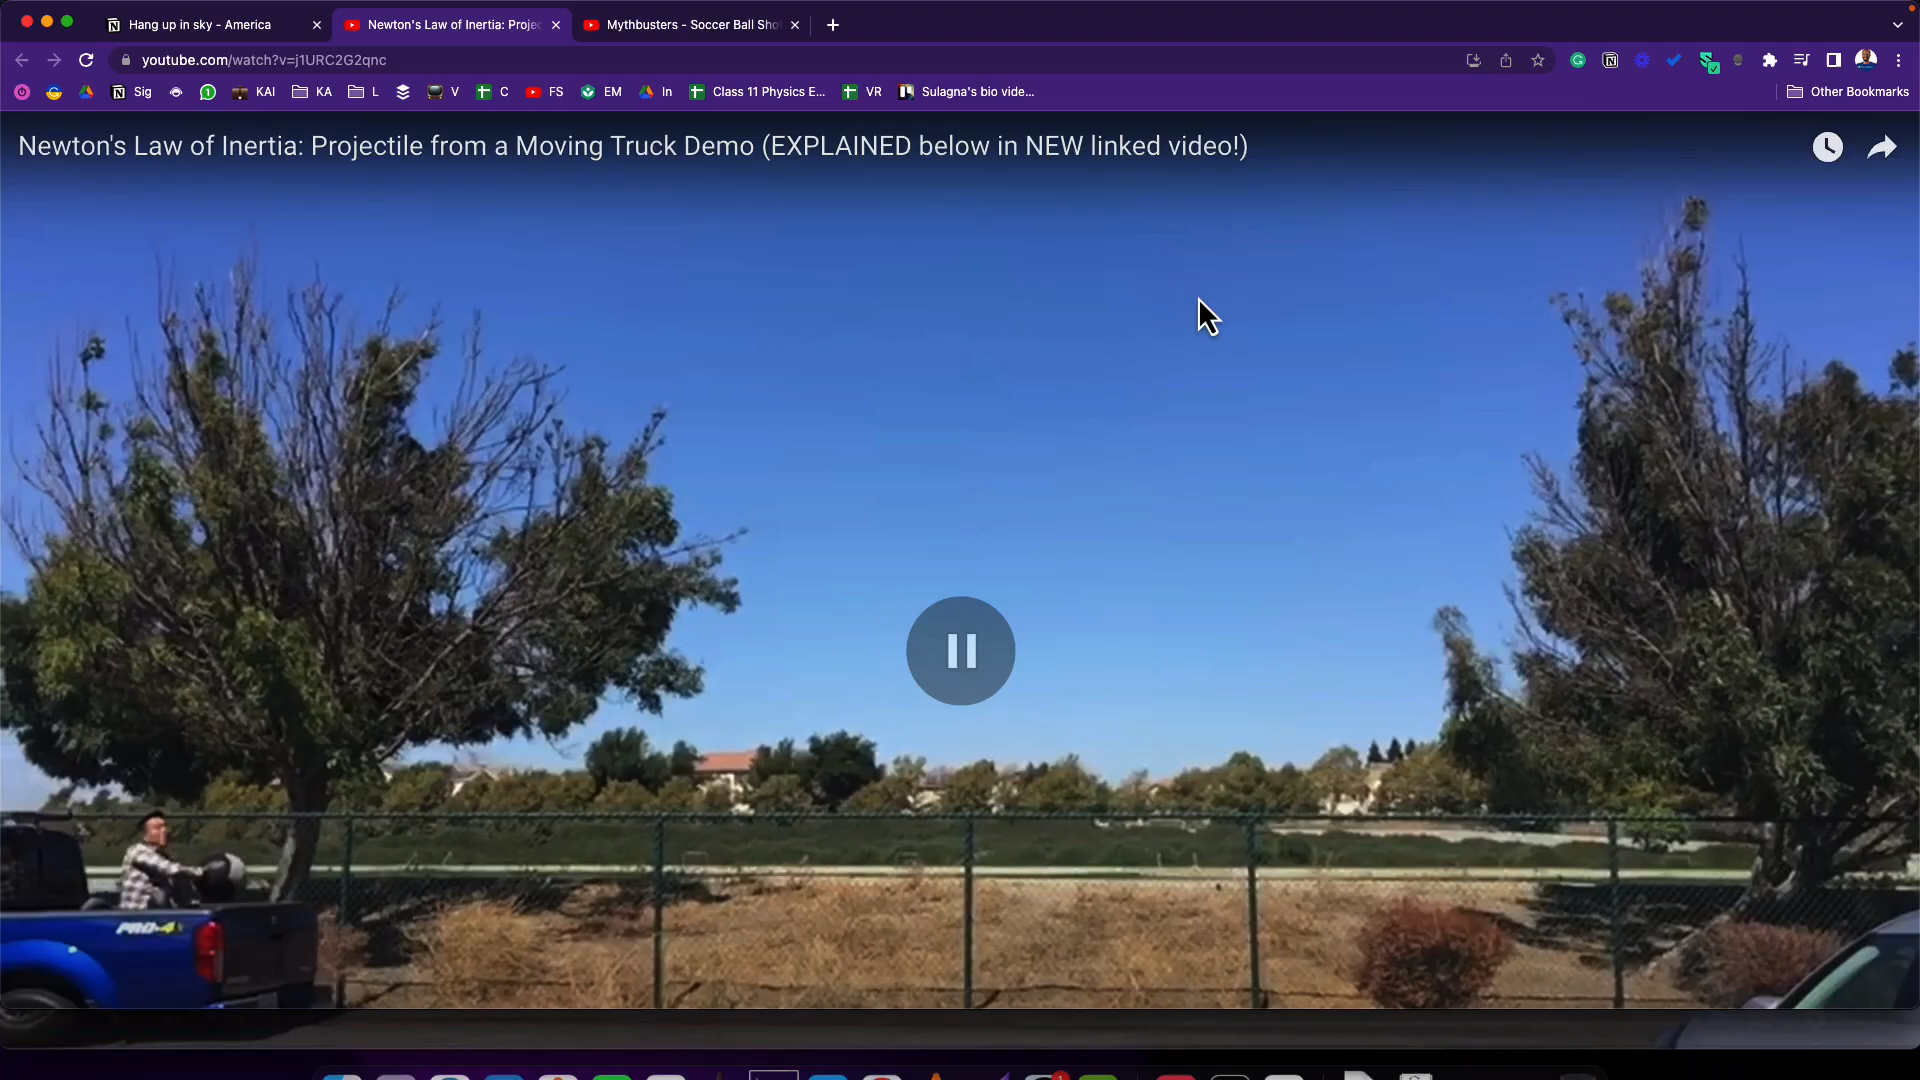 Hang up in sky - America
Newton's Law of Inertia: Projec
Mythbusters - Soccer Ball Sho
youtube.com/watch?v=j1URC2G2qnc
Sig
KAI
KA
L
V
C
FS
EM
In
Class 11 Physics E...
VR
Sulagna's bio vide...
Other Bookmarks
Newton's Law of Inertia: Projectile from a Moving Truck Demo (EXPLAINED below in NEW linked video!)
PRO-4X